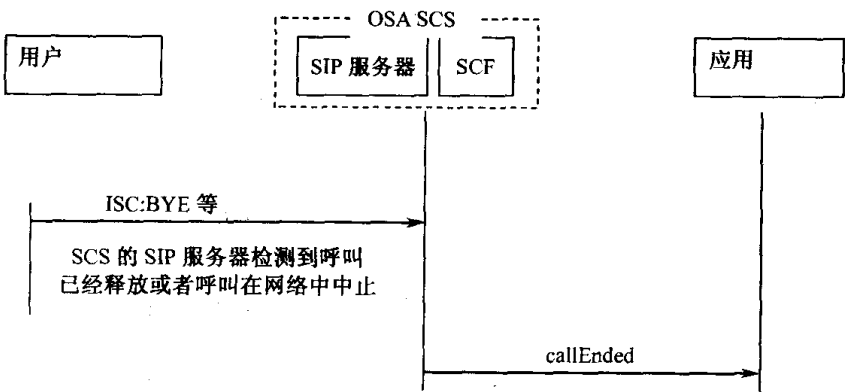 OSA SCS
用户
SIP 服务器
SCF
应用
ISC:BYE 等
SCS 的 SIP 服务器检测到呼叫
已经释放或者呼叫在网络中中止
callEnded